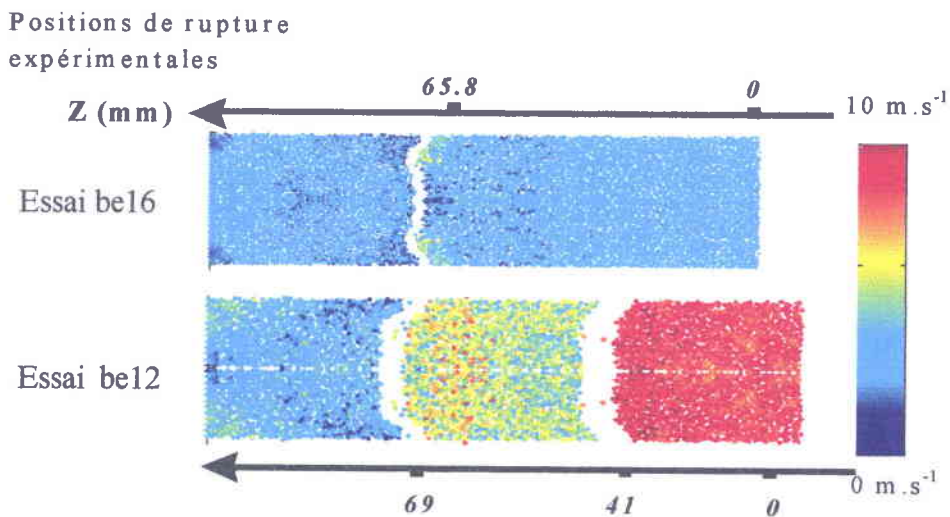 Positions de rupture
expérimentales
65.8
0
Z (mm)
10 m.s⁻¹
Essai be16
Essai be12
0 m.s⁻¹
69
41
0